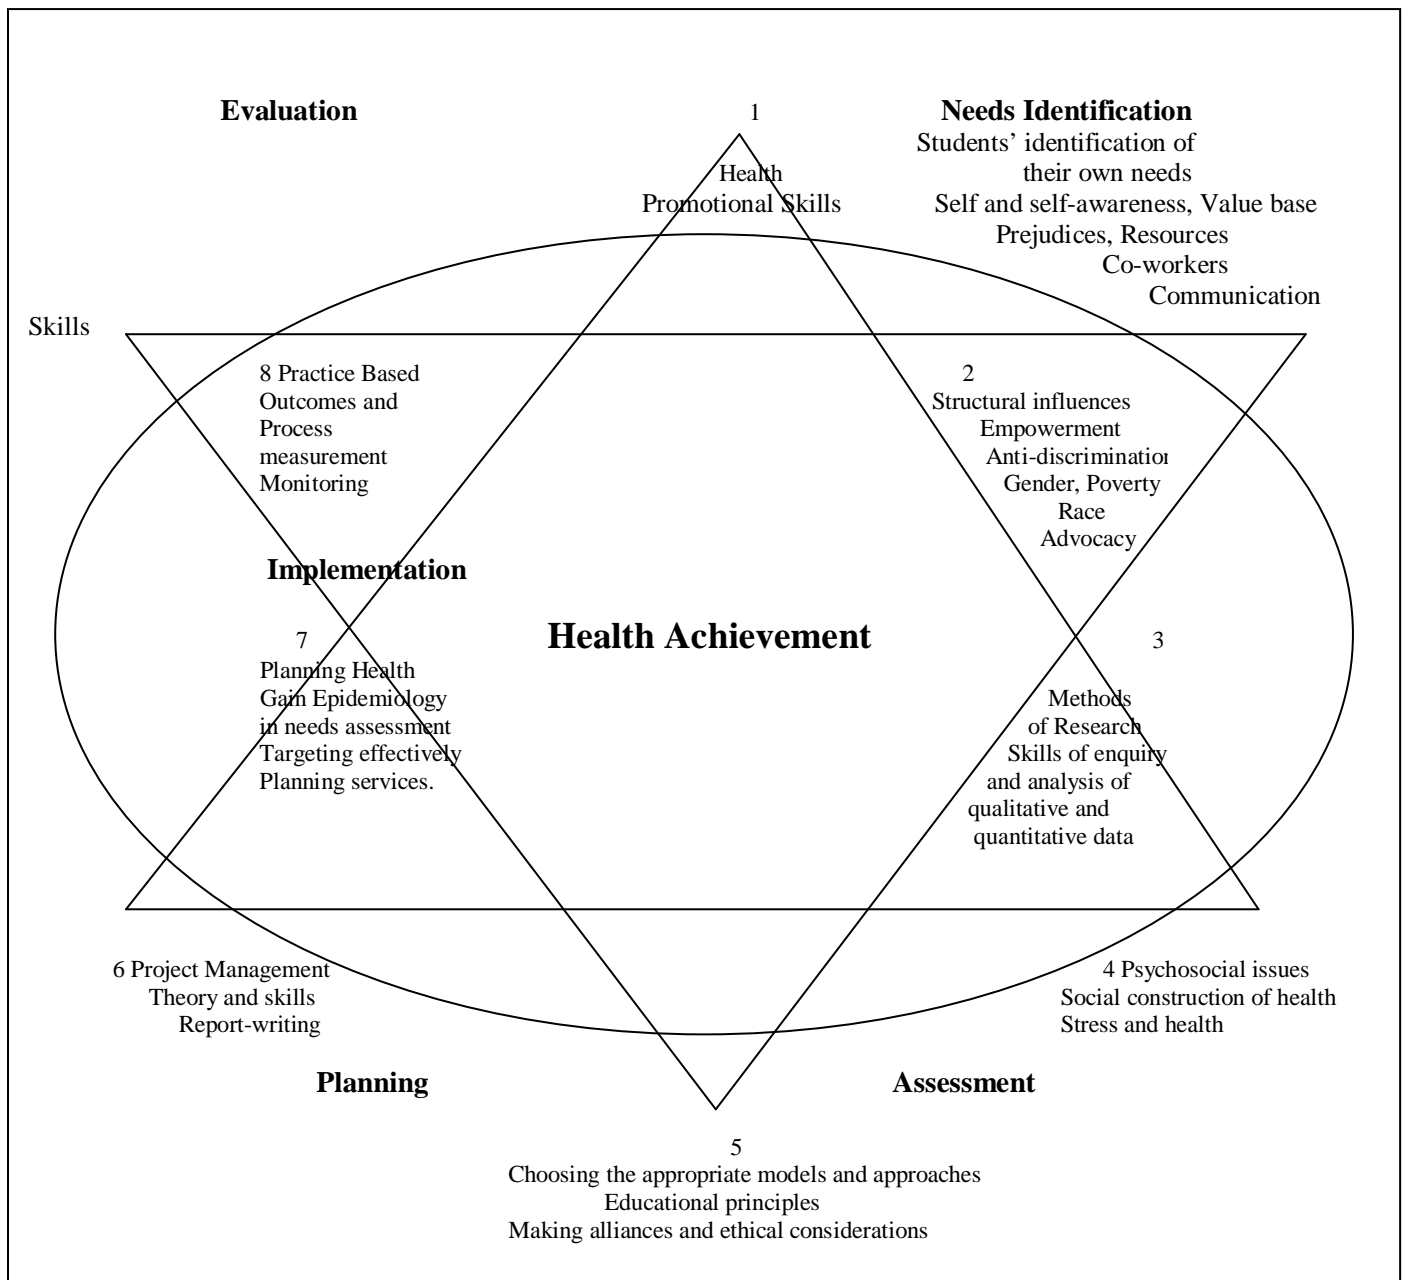 Evaluation
1
Needs Identification
Students’ identification of
their own needs
Self and self-awareness, Value base
Prejudices, Resources
Co-workers
Communication
Health
Promotional Skills
Skills
8 Practice Based
Outcomes and
Process
measurement
Monitoring
2
Structural influences
Empowerment
Anti-discrimination
Gender, Poverty
Race
Advocacy
Implementation
Health Achievement
7
Planning Health
Gain Epidemiology
in needs assessment
Targeting effectively
Planning services.
3
Methods
of Research
Skills of enquiry
and analysis of
qualitative and
quantitative data
6 Project Management
Theory and skills
Report-writing
4 Psychosocial issues
Social construction of health
Stress and health
Planning
Assessment
5
Choosing the appropriate models and approaches
Educational principles
Making alliances and ethical considerations